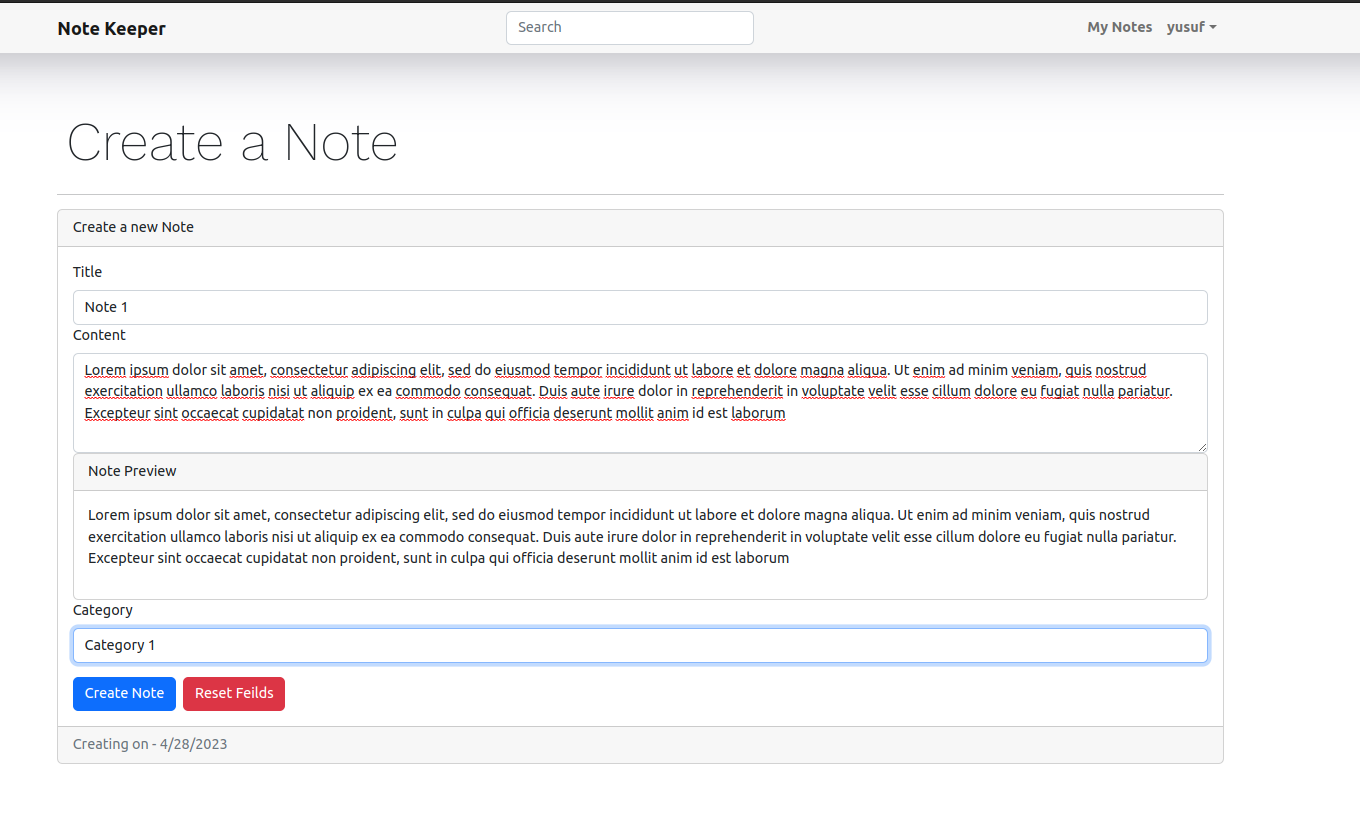 Note Keeper
Search
My Notes
yusuf
Create a Note
Create a new Note
Title
Note 1
Content
Lorem ipsum dolor sit amet, consectetur adipiscing elit, sed do eiusmod tempor incididunt ut labore et dolore magna aliqua. Ut enim ad minim veniam, quis nostrud
exercitation ullamco laboris nisi ut aliquip ex ea commodo consequat. Duis aute irure dolor in reprehenderit in voluptate velit esse cillum dolore eu fugiat nulla pariatur.
Excepteur sint occaecat cupidatat non proident, sunt in culpa qui officia deserunt mollit anim id est laborum
Note Preview
Lorem ipsum dolor sit amet, consectetur adipiscing elit, sed do eiusmod tempor incididunt ut labore et dolore magna aliqua. Ut enim ad minim veniam, quis nostrud
exercitation ullamco laboris nisi ut aliquip ex ea commodo consequat. Duis aute irure dolor in reprehenderit in voluptate velit esse cillum dolore eu fugiat nulla pariatur.
Excepteur sint occaecat cupidatat non proident, sunt in culpa qui officia deserunt mollit anim id est laborum
Category
Category 1
Create Note
Reset Feilds
Creating on - 4/28/2023